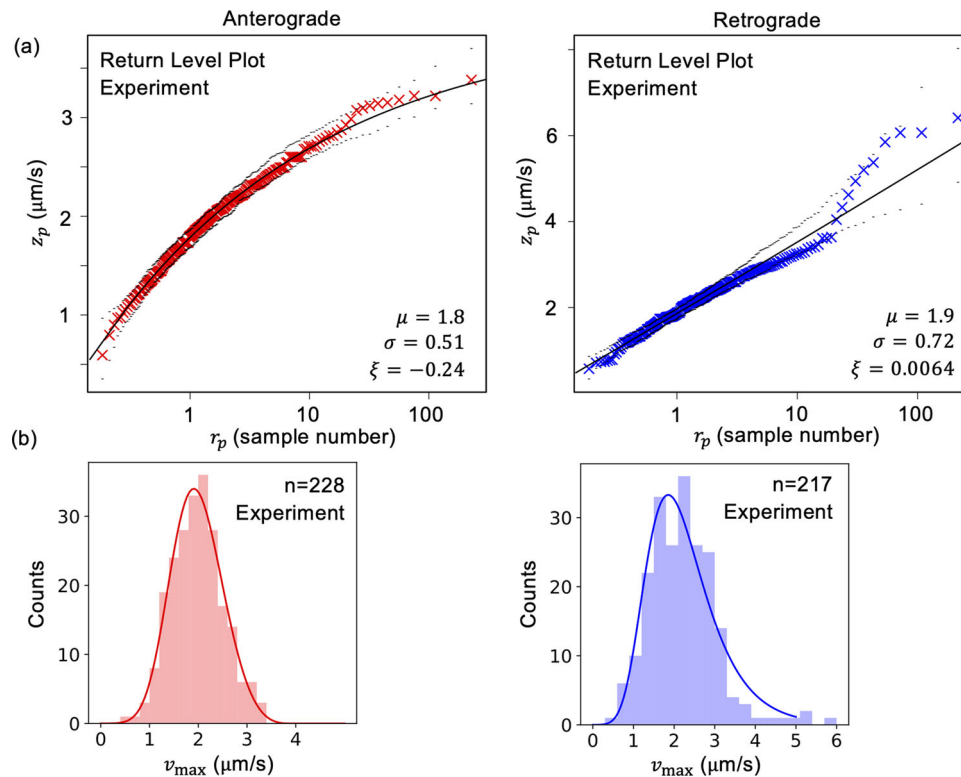 Anterograde
Retrograde
(a)
Return Level Plot
Experiment
3
2
1
z_p (μm/s)
μ = 1.8
σ = 0.51
ξ = −0.24
1
10
100
r_p (sample number)
Return Level Plot
Experiment
6
4
2
z_p (μm/s)
μ = 1.9
σ = 0.72
ξ = 0.0064
1
10
100
r_p (sample number)
(b)
n=228
Experiment
30
20
10
0
Counts
0
1
2
3
4
v_max (μm/s)
n=217
Experiment
30
20
10
0
Counts
0
1
2
3
4
5
6
v_max (μm/s)